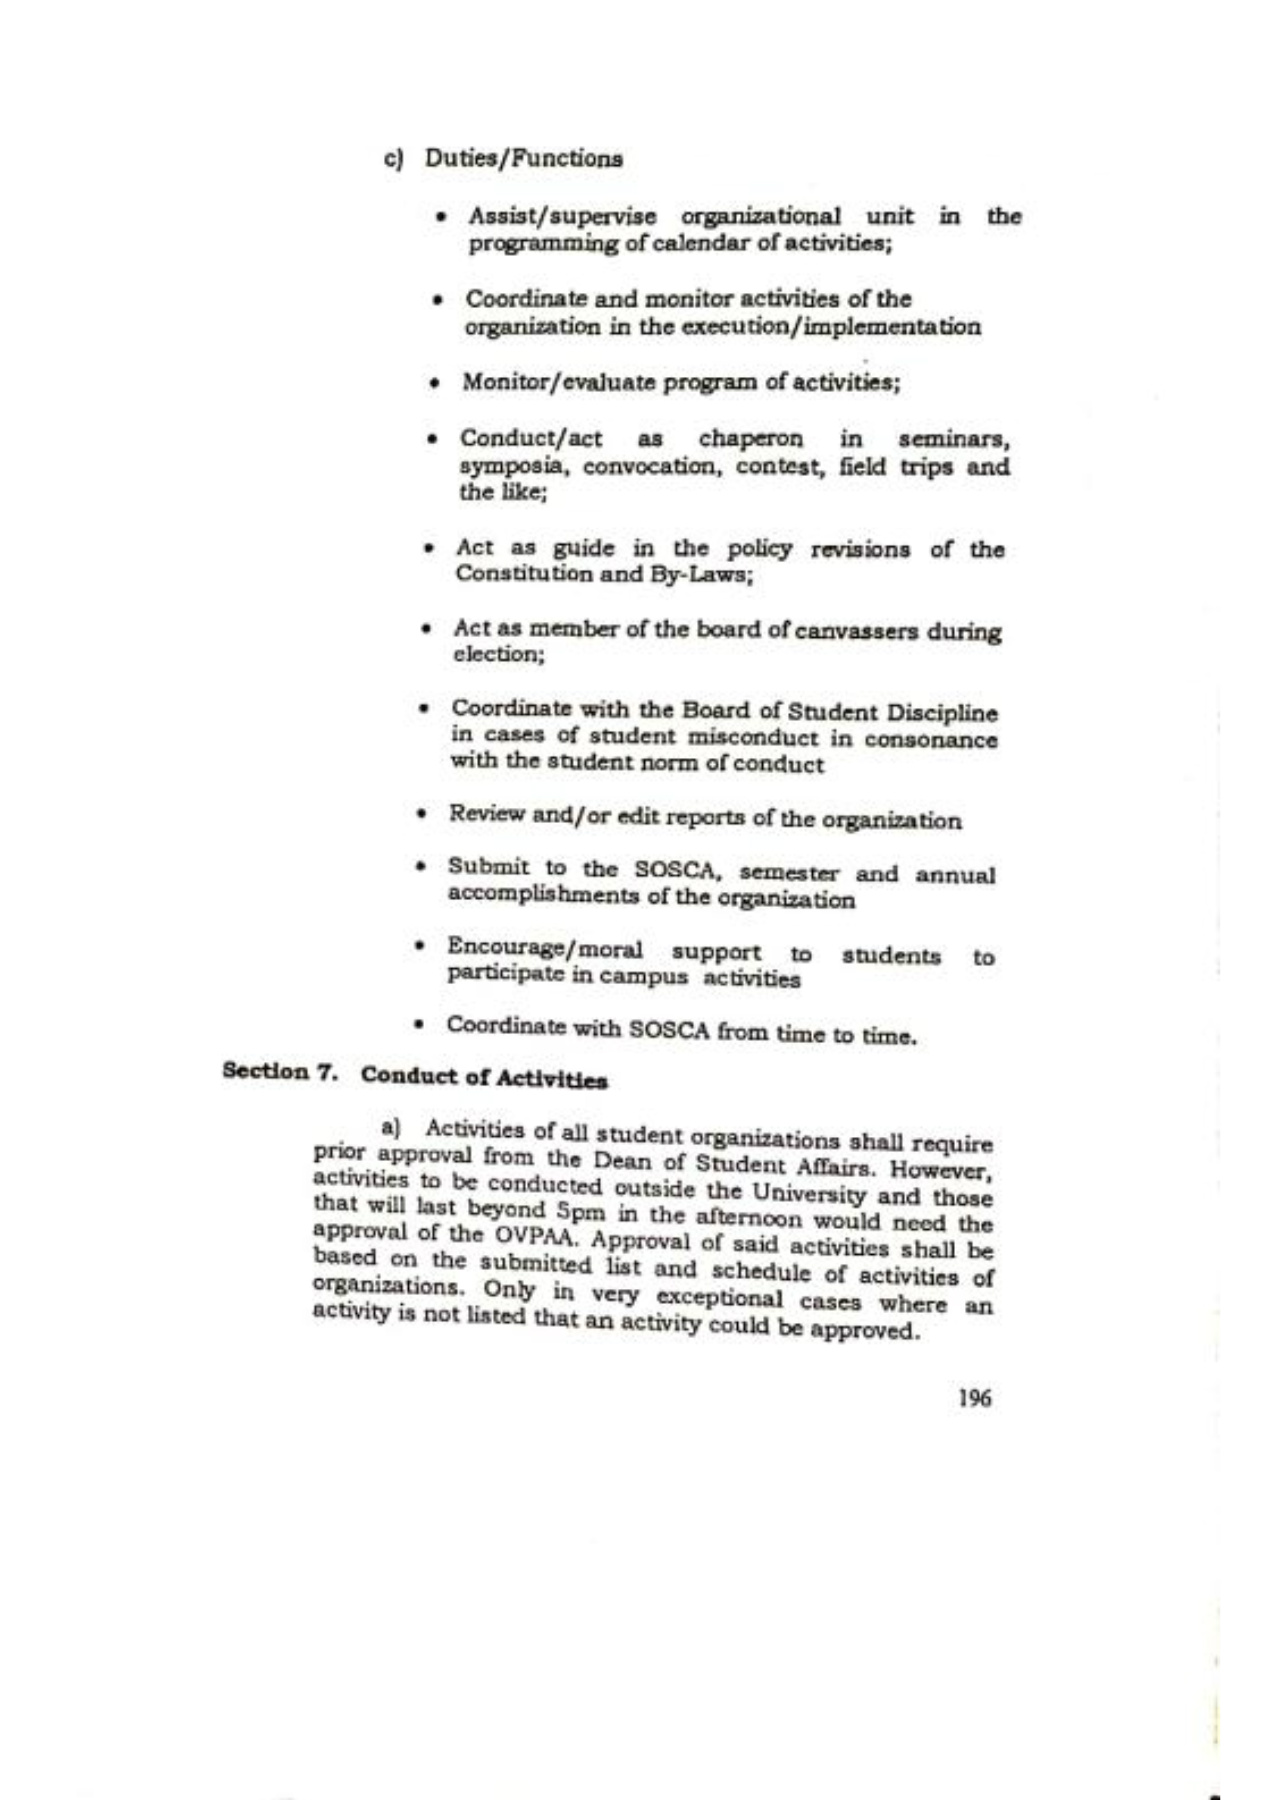 c) Duties/Functions
• Assist/supervise organizational unit in the
programming of calendar of activities;
• Coordinate and monitor activities of the
organization in the execution/implementation
• Monitor/evaluate program of activities;
• Conduct/act as chaperon in seminars,
symposia, convocation, contest, field trips and
the like;
• Act as guide in the policy revisions of the
Constitution and By-Laws;
• Act as member of the board of canvassers during
election;
• Coordinate with the Board of Student Discipline
in cases of student misconduct in consonance
with the student norm of conduct
• Review and/or edit reports of the organization
• Submit to the SOSCA, semester and annual
accomplishments of the organization
• Encourage/moral support to students to
participate in campus activities
• Coordinate with SOSCA from time to time.
Section 7. Conduct of Activities
a) Activities of all student organizations shall require
prior approval from the Dean of Student Affairs. However,
activities to be conducted outside the University and those
that will last beyond 5pm in the afternoon would need the
approval of the OVPAA. Approval of said activities shall be
based on the submitted list and schedule of activities of
organizations. Only in very exceptional cases where an
activity is not listed that an activity could be approved.
196